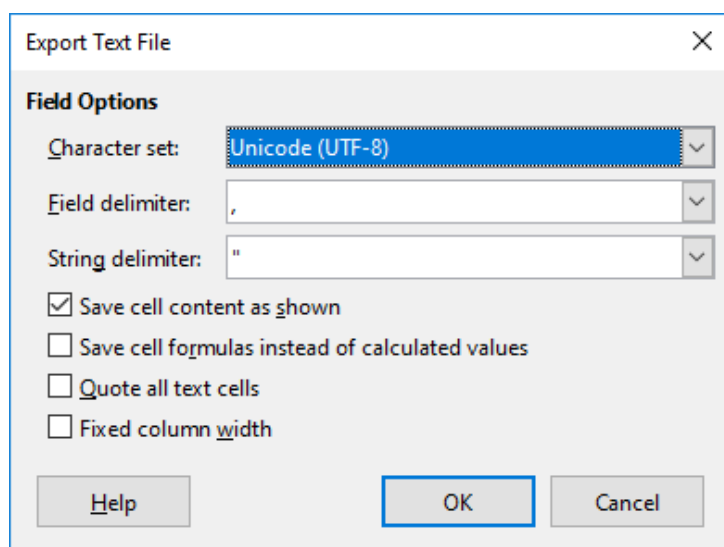 Export Text File
Field Options
Character set: Unicode (UTF-8)
Field delimiter: ,
String delimiter: "
Save cell content as shown
Save cell formulas instead of calculated values
Quote all text cells
Fixed column width
Help OK Cancel